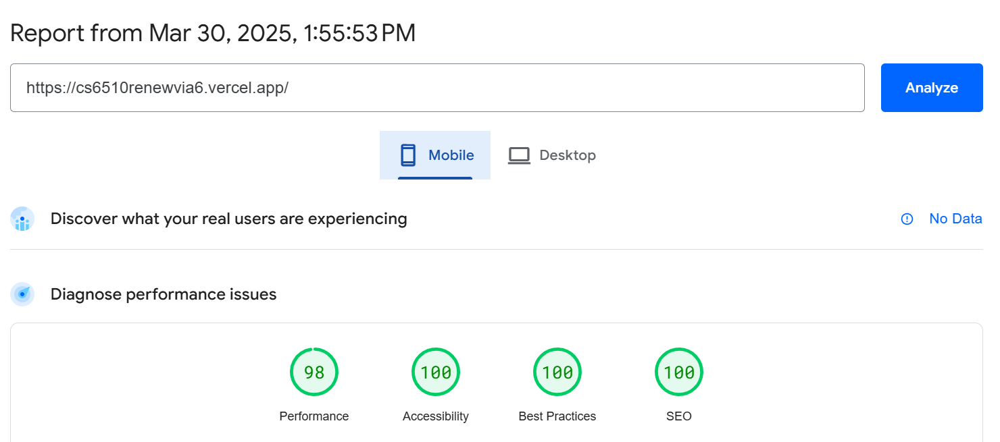 Report from Mar 30, 2025, 1:55:53 PM
https://cs6510renewvia6.vercel.app/
Analyze
Mobile
Desktop
Discover what your real users are experiencing
No Data
Diagnose performance issues
98
100
100
100
Performance
Accessibility
Best Practices
SEO